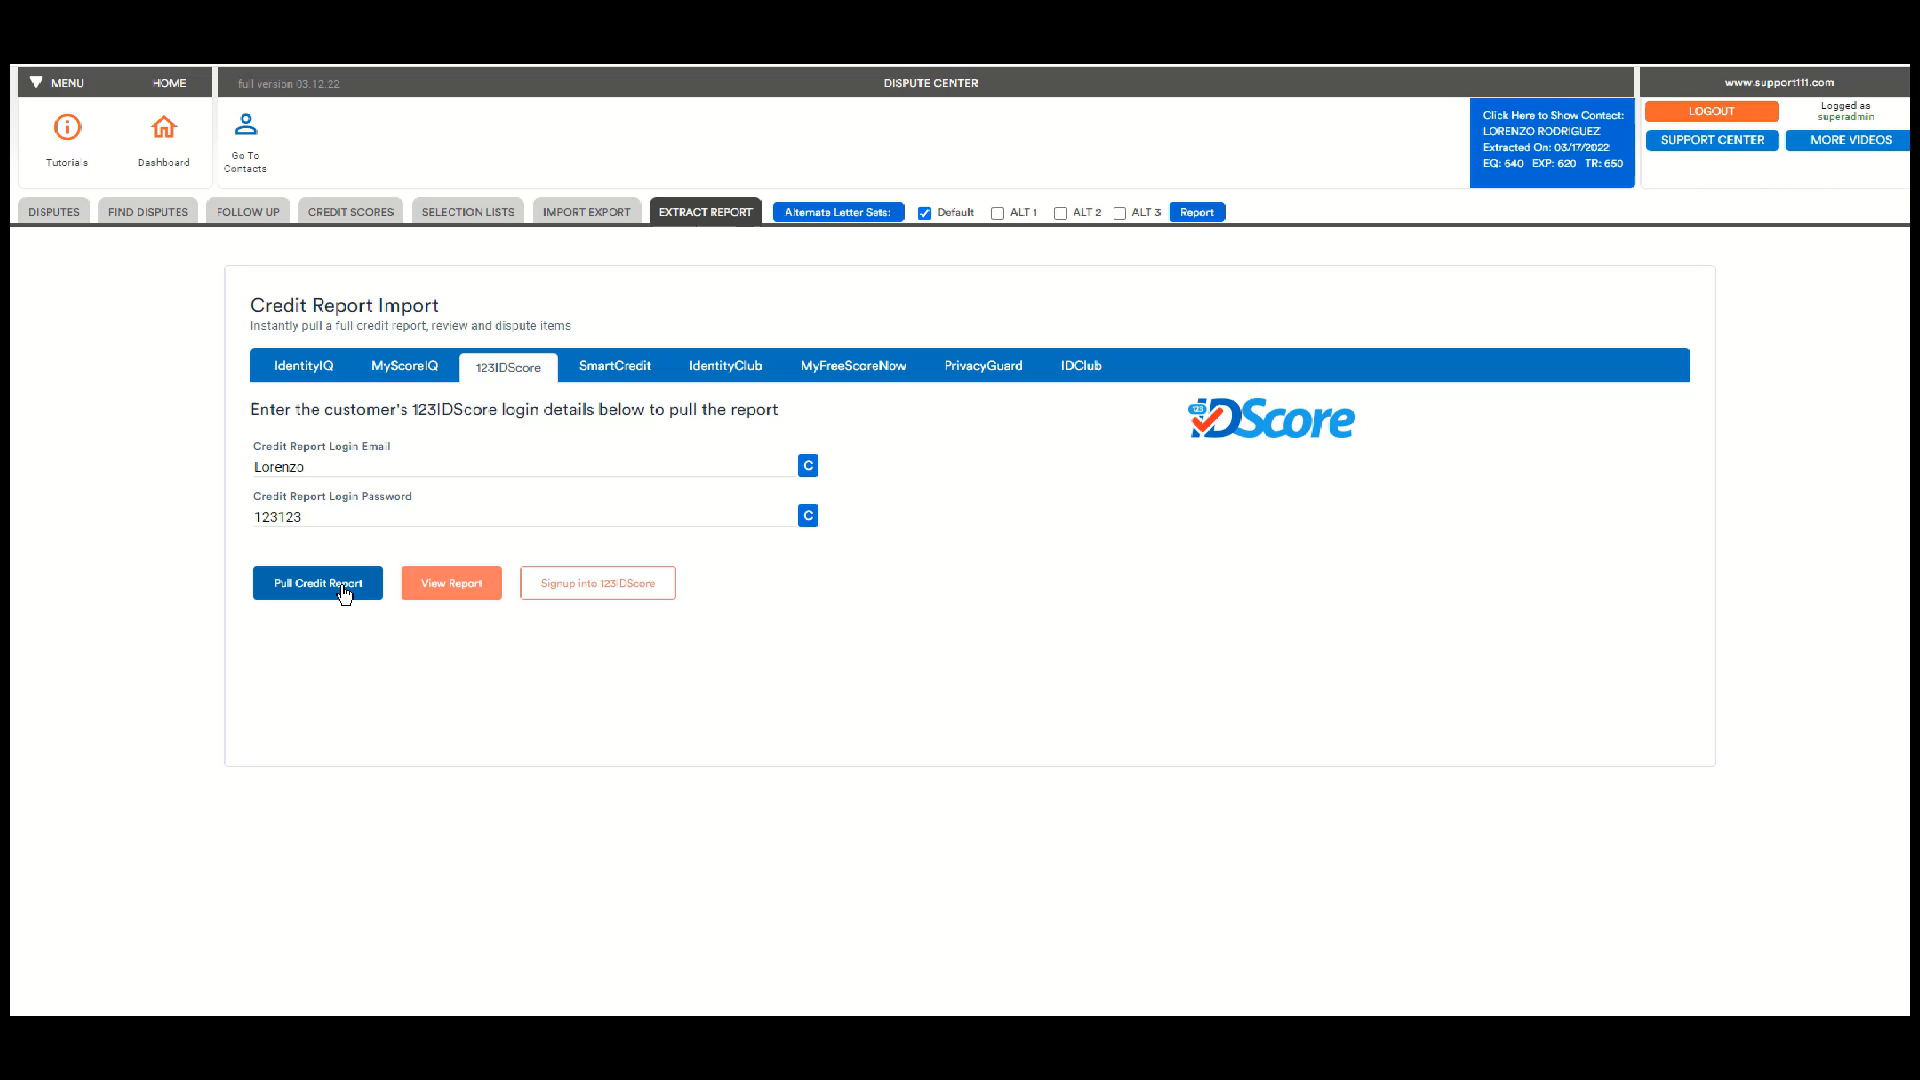 MENU HOME
full version 03.12.22
DISPUTE CENTER
www.support111.com
Tutorials
Dashboard
Go To
Contacts
Click Here to Show Contact:
LORENZO RODRIGUEZ
Extracted On: 03/17/2022
EQ: 640 EXP: 620 TR: 650
LOGOUT
Logged as
superadmin
SUPPORT CENTER
MORE VIDEOS
DISPUTES FIND DISPUTES FOLLOW UP CREDIT SCORES SELECTION LISTS IMPORT EXPORT EXTRACT REPORT Alternate Letter Sets: Default ALT 1 ALT 2 ALT 3 Report
Credit Report Import
Instantly pull a full credit report, review and dispute items
IdentityIQ MyScoreIQ 123IDScore SmartCredit IdentityClub MyFreeScoreNow PrivacyGuard IDClub
Enter the customer's 123IDScore login details below to pull the report
123 iDScore
Credit Report Login Email
Lorenzo
C
Credit Report Login Password
123123
C
Pull Credit Report View Report Signup into 123IDScore